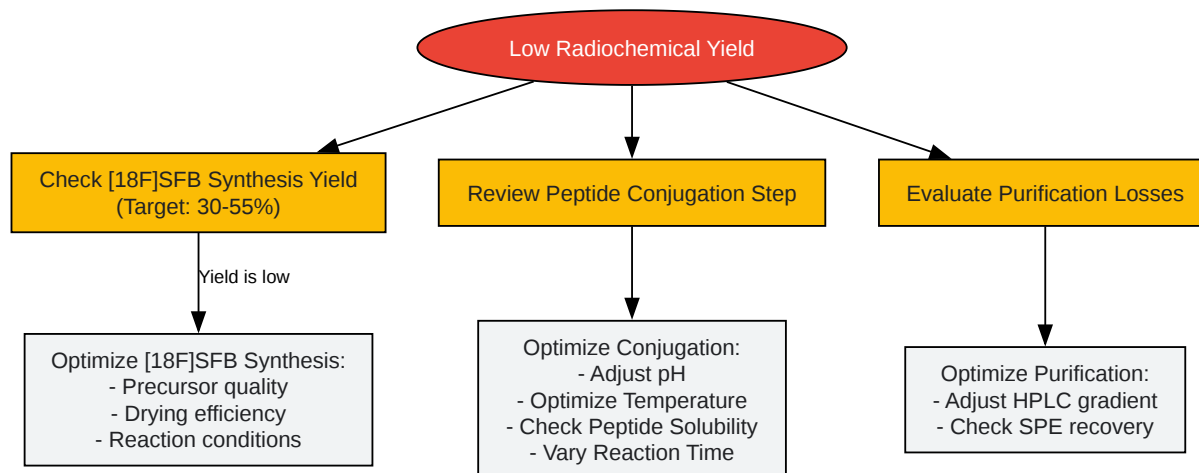 Low Radiochemical Yield
Check [18F]SFB Synthesis Yield
(Target: 30-55%)
Review Peptide Conjugation Step
Evaluate Purification Losses
Yield is low
Optimize [18F]SFB Synthesis:
- Precursor quality
- Drying efficiency
- Reaction conditions
Optimize Conjugation:
- Adjust pH
- Optimize Temperature
- Check Peptide Solubility
- Vary Reaction Time
Optimize Purification:
- Adjust HPLC gradient
- Check SPE recovery